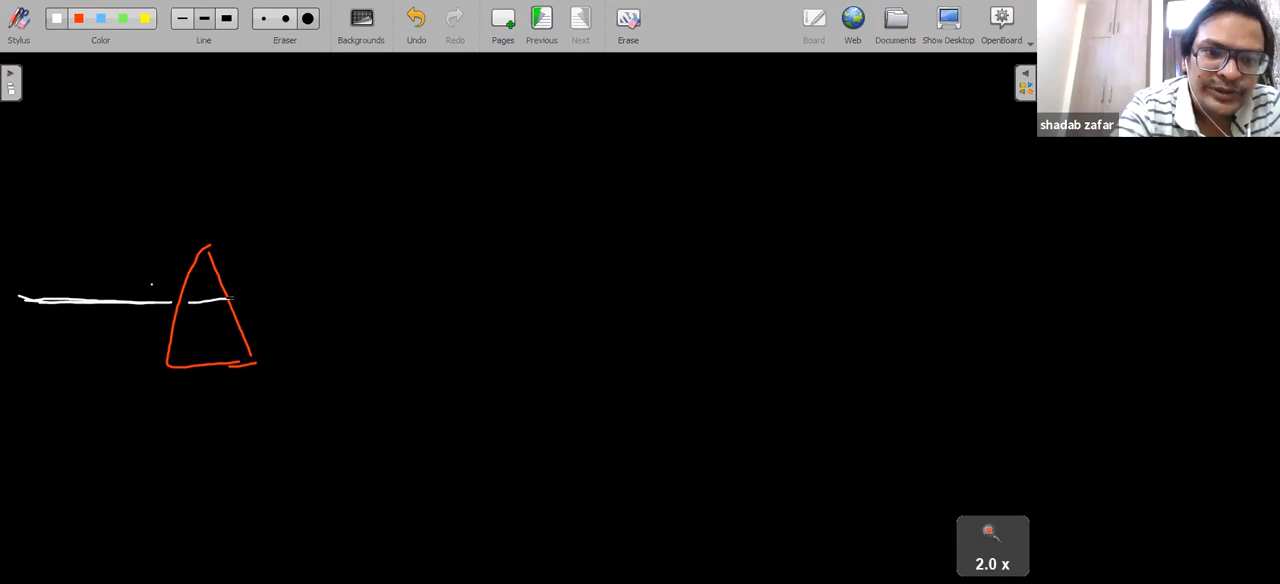 Stylus Color Line Eraser Backgrounds Undo Redo Pages Previous Next Erase Board Web Documents Show Desktop OpenBoard
shadab zafar
2.0 x